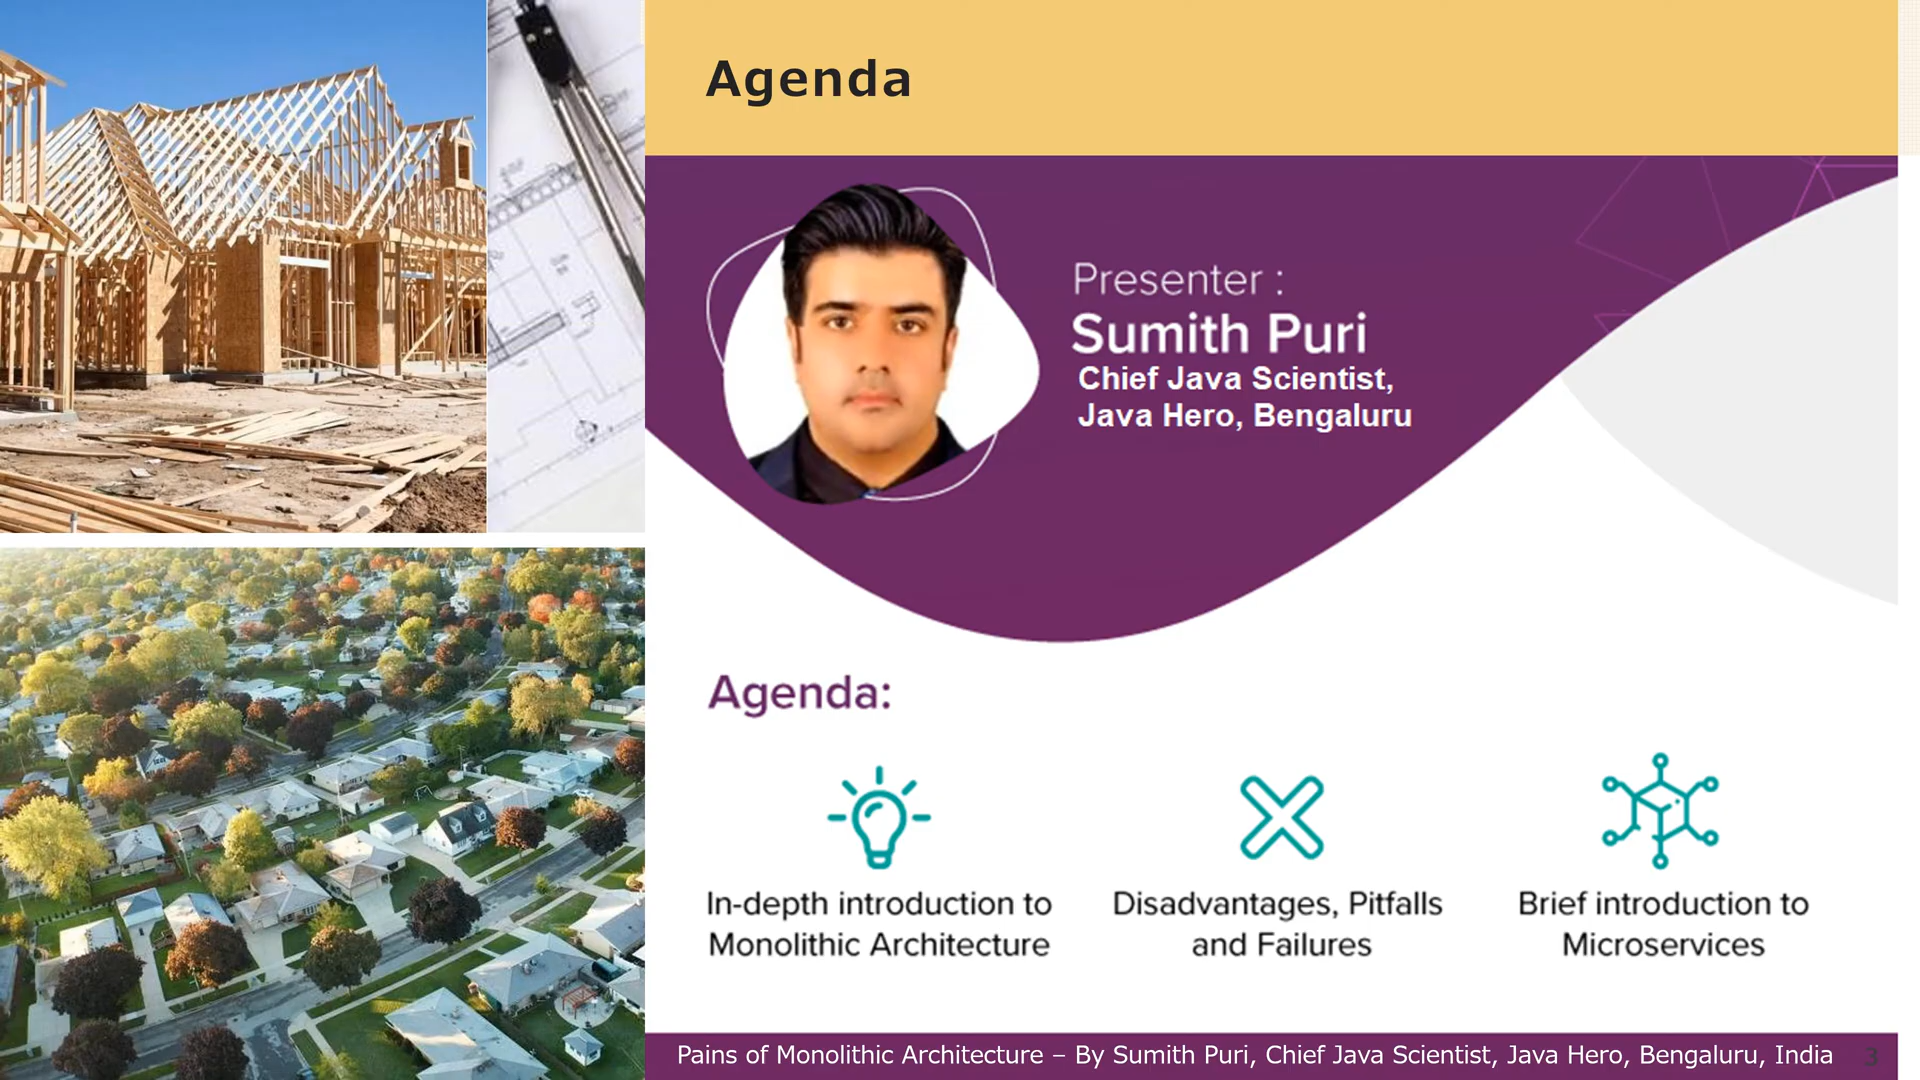 Agenda
Presenter :
Sumith Puri
Chief Java Scientist,
Java Hero, Bengaluru
Agenda:
In-depth introduction to
Monolithic Architecture
Disadvantages, Pitfalls
and Failures
Brief introduction to
Microservices
Pains of Monolithic Architecture – By Sumith Puri, Chief Java Scientist, Java Hero, Bengaluru, India 3